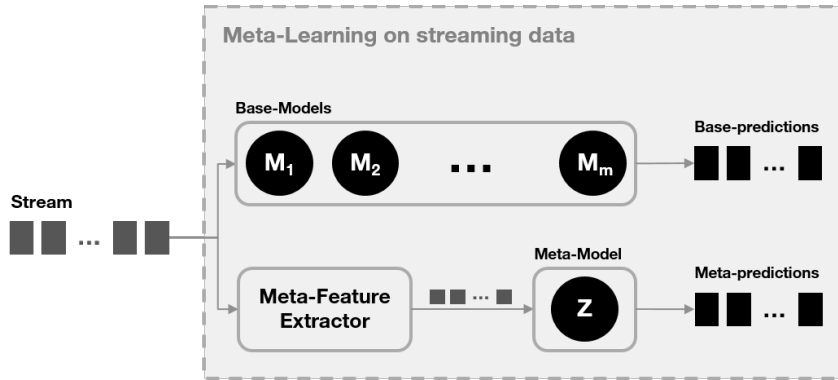 Meta-Learning on streaming data
Base-Models
M1 M2 ... Mm
Base-predictions
...
Stream
...
Meta-Feature
Extractor
...
Meta-Model
Z
Meta-predictions
...